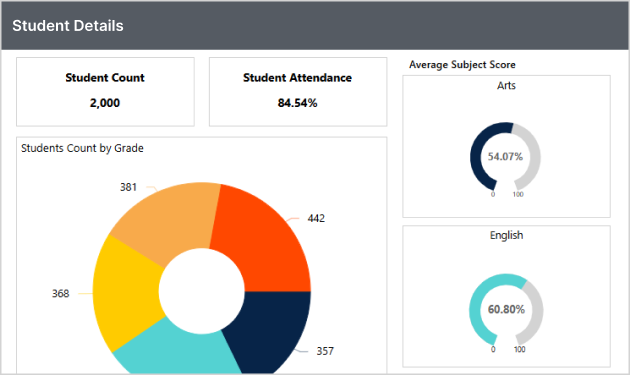 Student Details
Student Count
2,000
Student Attendance
84.54%
Average Subject Score
Arts
54.07%
0 100
Students Count by Grade
381
442
368
357
English
60.80%
0 100